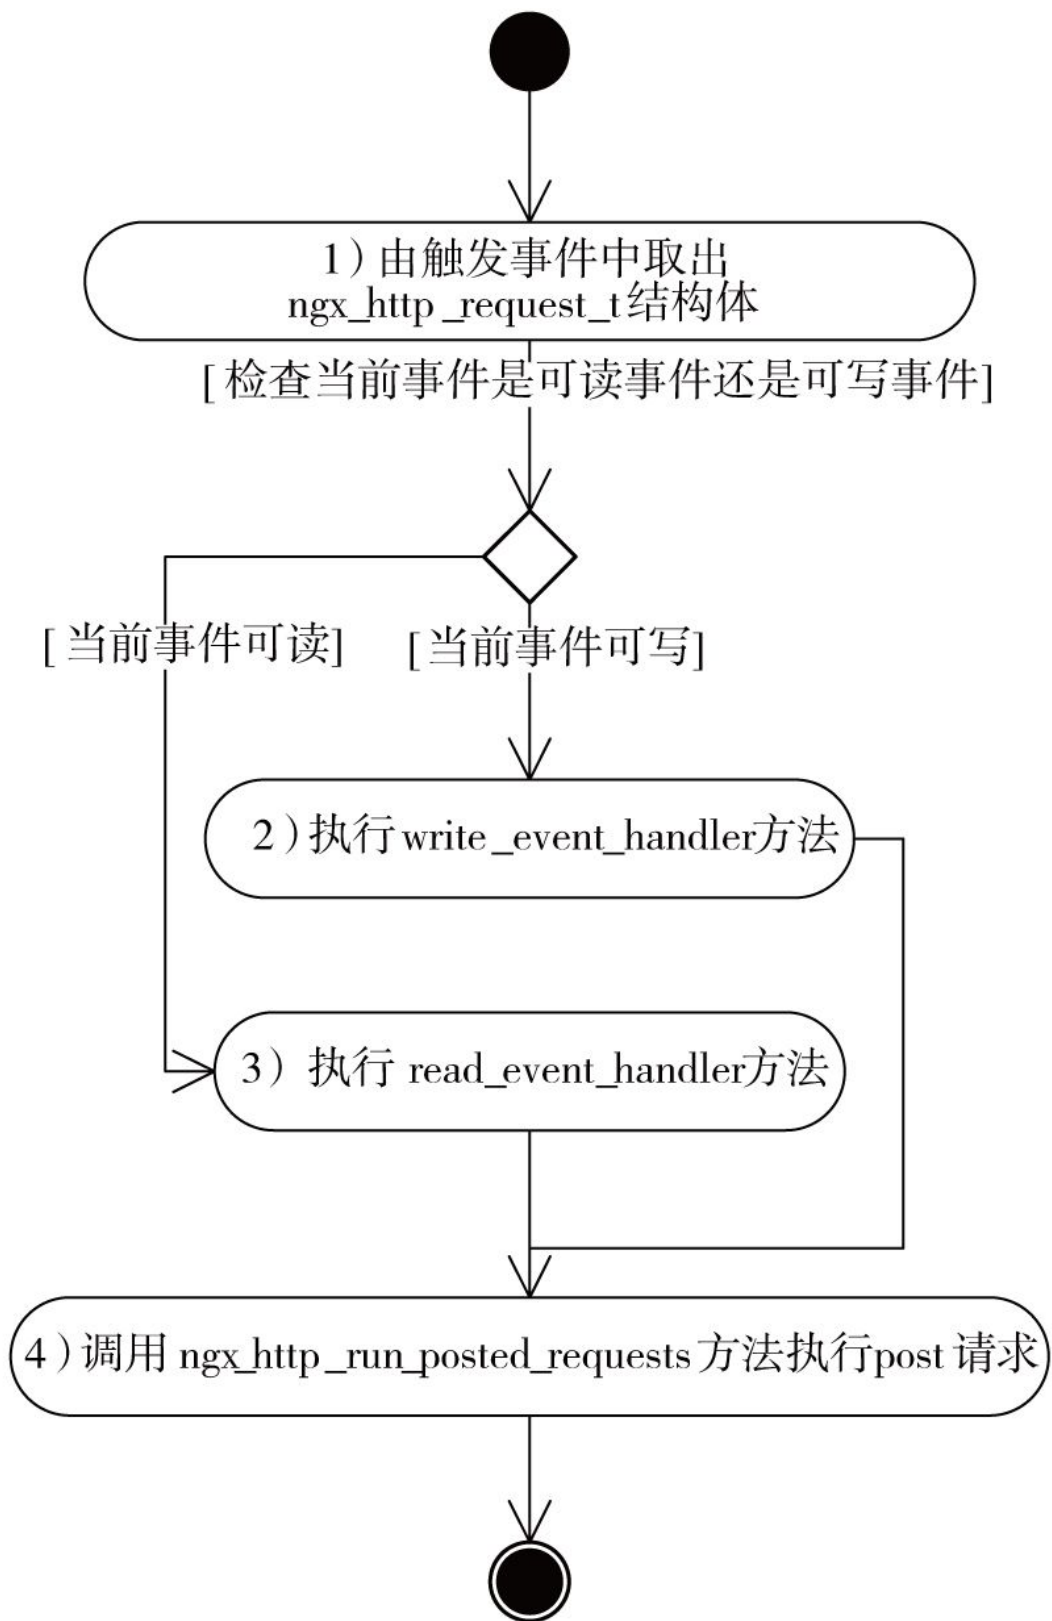 1）由触发事件中取出
ngx_http_request_t结构体
[检查当前事件是可读事件还是可写事件]
[当前事件可读]
[当前事件可写]
2）执行write_event_handler方法
3）执行 read_event_handler方法
4）调用 ngx_http_run_posted_requests 方法执行post 请求